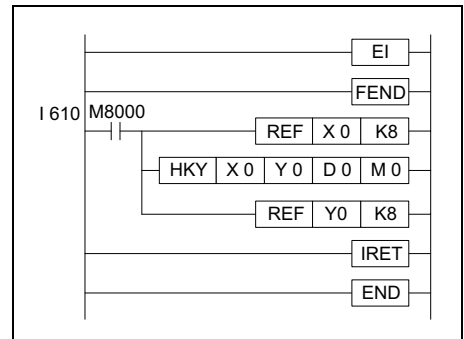 EI
FEND
I 610 M8000
REF X 0 K8
HKY X 0 Y 0 D 0 M 0
REF Y0 K8
IRET
END